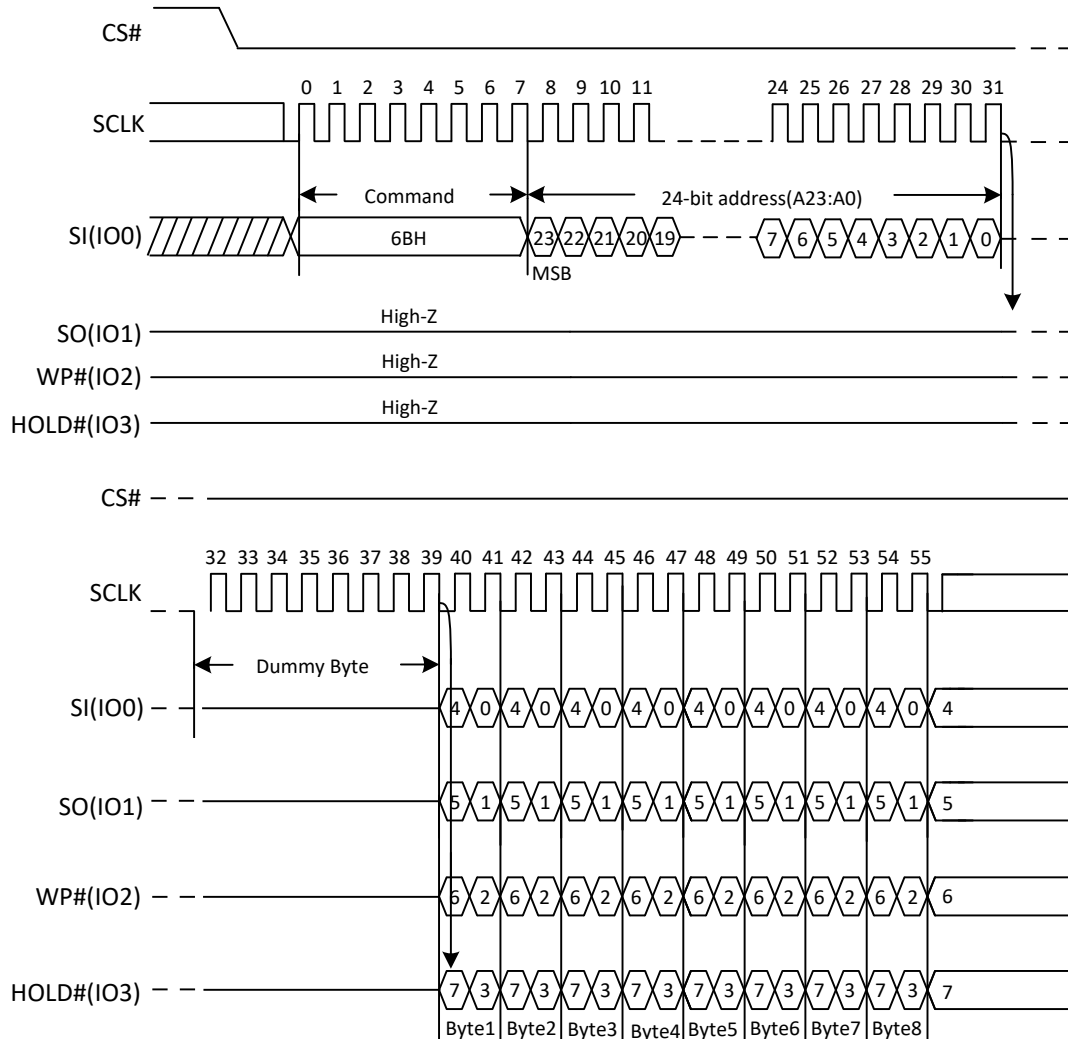 CS#
0 1 2 3 4 5 6 7 8 9 10 11 24 25 26 27 28 29 30 31
SCLK
Command 24-bit address(A23:A0)
SI(IO0) 6BH 23 22 21 20 19 7 6 5 4 3 2 1 0
MSB
High-Z
SO(IO1)
High-Z
WP#(IO2)
High-Z
HOLD#(IO3)
CS#
32 33 34 35 36 37 38 39 40 41 42 43 44 45 46 47 48 49 50 51 52 53 54 55
SCLK
Dummy Byte
SI(IO0) 4 0 4 0 4 0 4 0 4 0 4 0 4 0 4 0 4
SO(IO1) 5 1 5 1 5 1 5 1 5 1 5 1 5 1 5 1 5
WP#(IO2) 6 2 6 2 6 2 6 2 6 2 6 2 6 2 6 2 6
HOLD#(IO3) 7 3 7 3 7 3 7 3 7 3 7 3 7 3 7 3 7
Byte1 Byte2 Byte3 Byte4 Byte5 Byte6 Byte7 Byte8